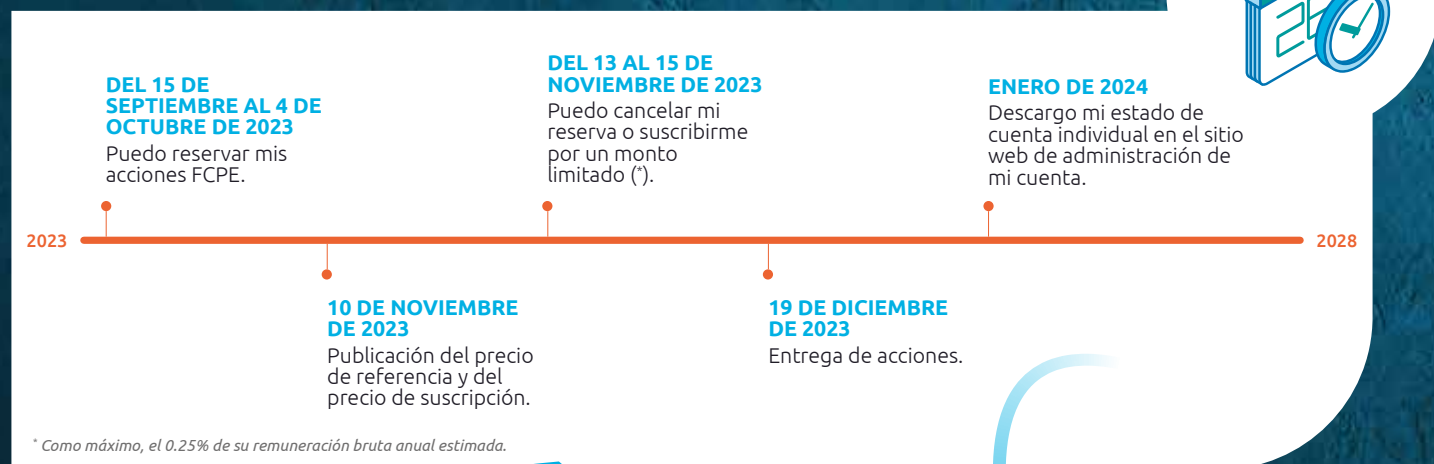 DEL 15 DE
SEPTIEMBRE AL 4 DE
OCTUBRE DE 2023
Puedo reservar mis
acciones FCPE.
DEL 13 AL 15 DE
NOVIEMBRE DE 2023
Puedo cancelar mi
reserva o suscribirme
por un monto
limitado (*).
ENERO DE 2024
Descargo mi estado de
cuenta individual en el sitio
web de administración de
mi cuenta.
2023
2028
10 DE NOVIEMBRE
DE 2023
Publicación del precio
de referencia y del
precio de suscripción.
19 DE DICIEMBRE
DE 2023
Entrega de acciones.
* Como máximo, el 0.25% de su remuneración bruta anual estimada.